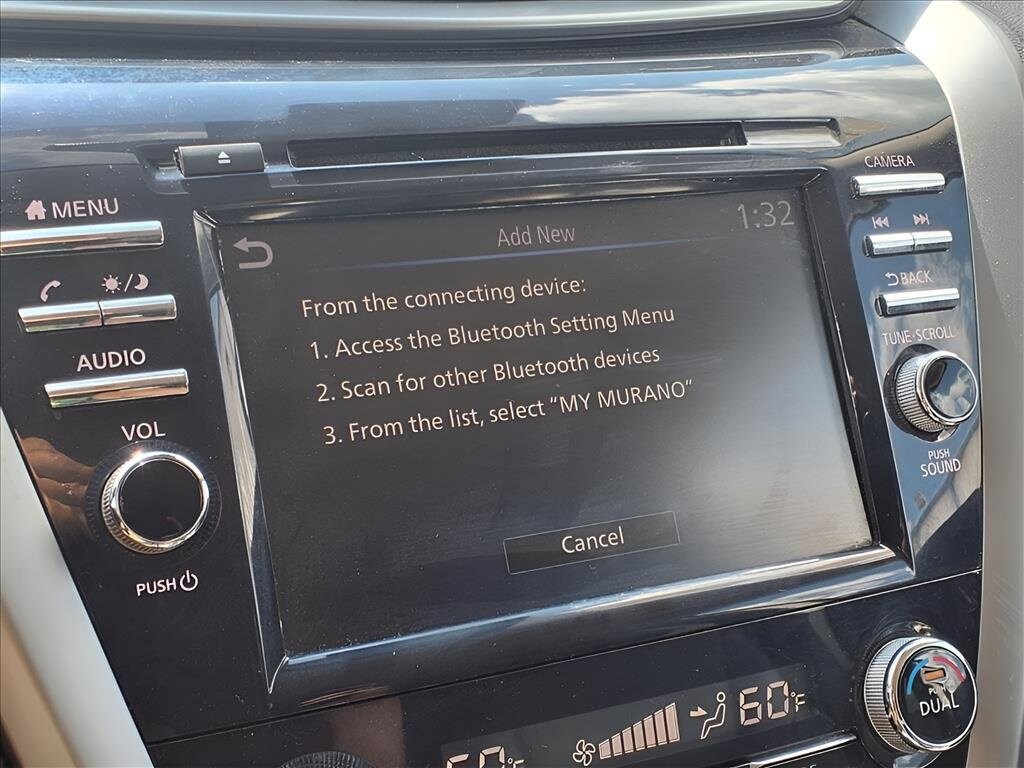 MENU
AUDIO
VOL
PUSH
Add New
1:32
From the connecting device:
1. Access the Bluetooth Setting Menu
2. Scan for other Bluetooth devices
3. From the list, select "MY MURANO"
Cancel
CAMERA
BACK
TUNE·SCROLL
PUSH
SOUND
60°F
60°F
PUSH
DUAL